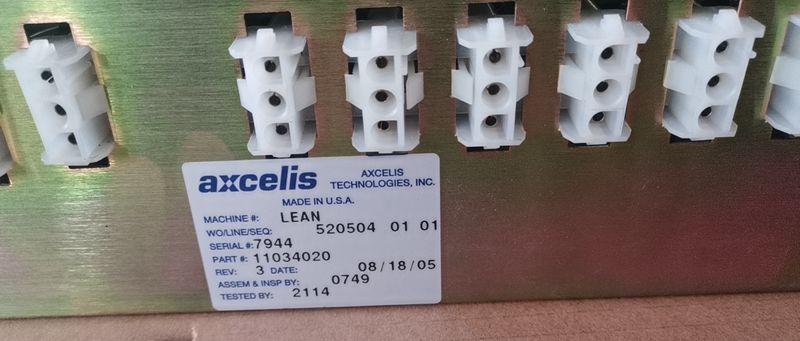 axcelis AXCELIS
TECHNOLOGIES, INC.
MADE IN U.S.A.
MACHINE #: LEAN
WO/LINE/SEQ: 520504 01 01
SERIAL #: 7944
PART #: 11034020
REV: 3 DATE: 08/18/05
ASSEM & INSP BY: 0749
TESTED BY: 2114